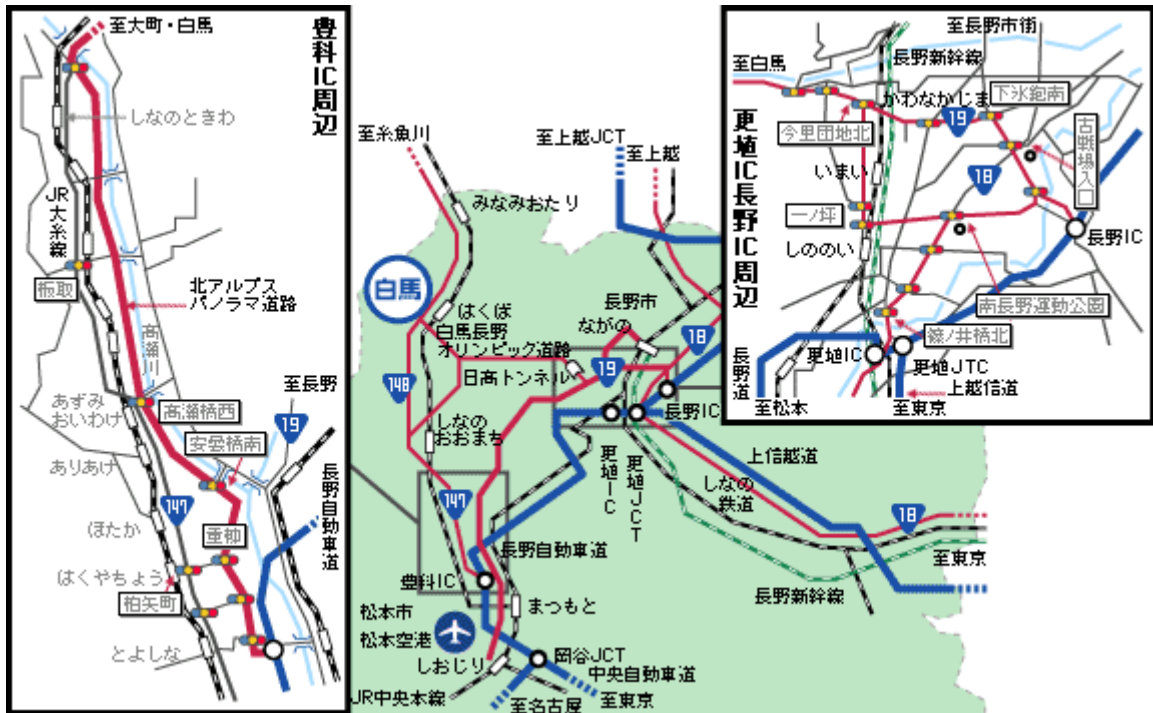 至大町・白馬
豊科IC周辺
しなのときわ
JR大糸線
板取
北アルプス
パノラマ道路
高瀬川
至長野
19
あずみ
おいわけ
高瀬橋西
安曇橋南
ありあけ
147
長野自動車道
ほたか
重柳
はくやちょう
柏矢町
とよしな
至糸魚川
至上越JCT
至上越
みなみおたり
白馬
はくば
白馬長野
オリンピック道路
長野市
ながの
18
日高トンネル
19
148
しなの
おおまち
長野IC
更埴IC
更埴JCT
上信越道
しなの
鉄道
147
18
長野自動車道
至東京
豊科IC
長野新幹線
まつもと
松本市
松本空港
しおじり
岡谷JCT
中央自動車道
JR中央本線
至名古屋
至東京
更埴IC長野IC周辺
至長野市街
長野新幹線
至白馬
かわなかじま
下氷鉋南
19
今里団地北
古戦場入口
いまい
18
一ノ坪
しののい
長野IC
南長野運動公園
篠ノ井橋北
更埴IC
更埴JTC
長野道
上越信道
至松本
至東京